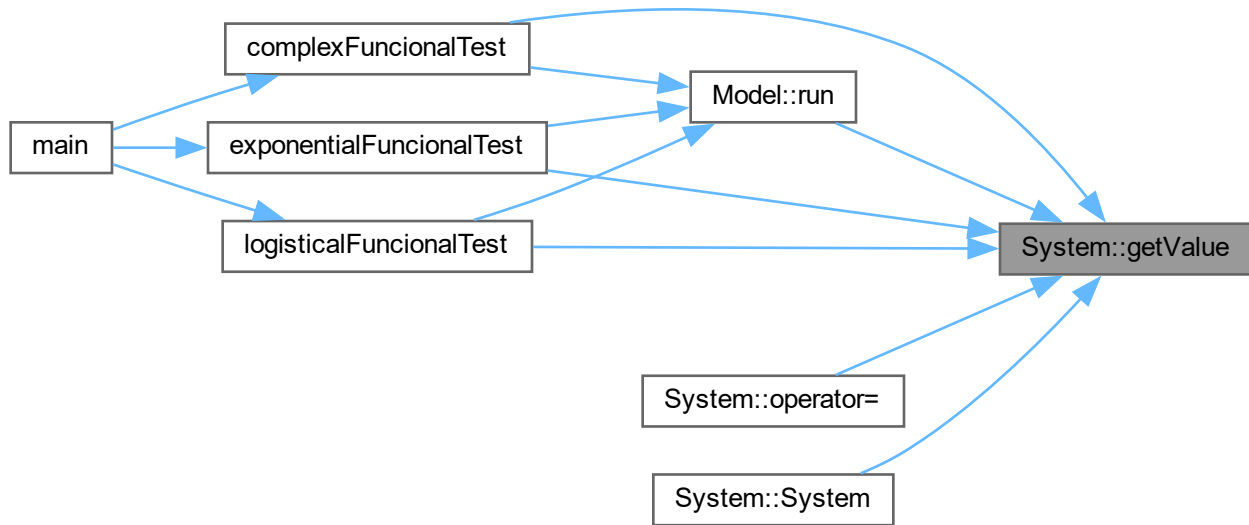 complexFuncionalTest
Model::run
main
exponentialFuncionalTest
logisticalFuncionalTest
System::getValue
System::operator=
System::System